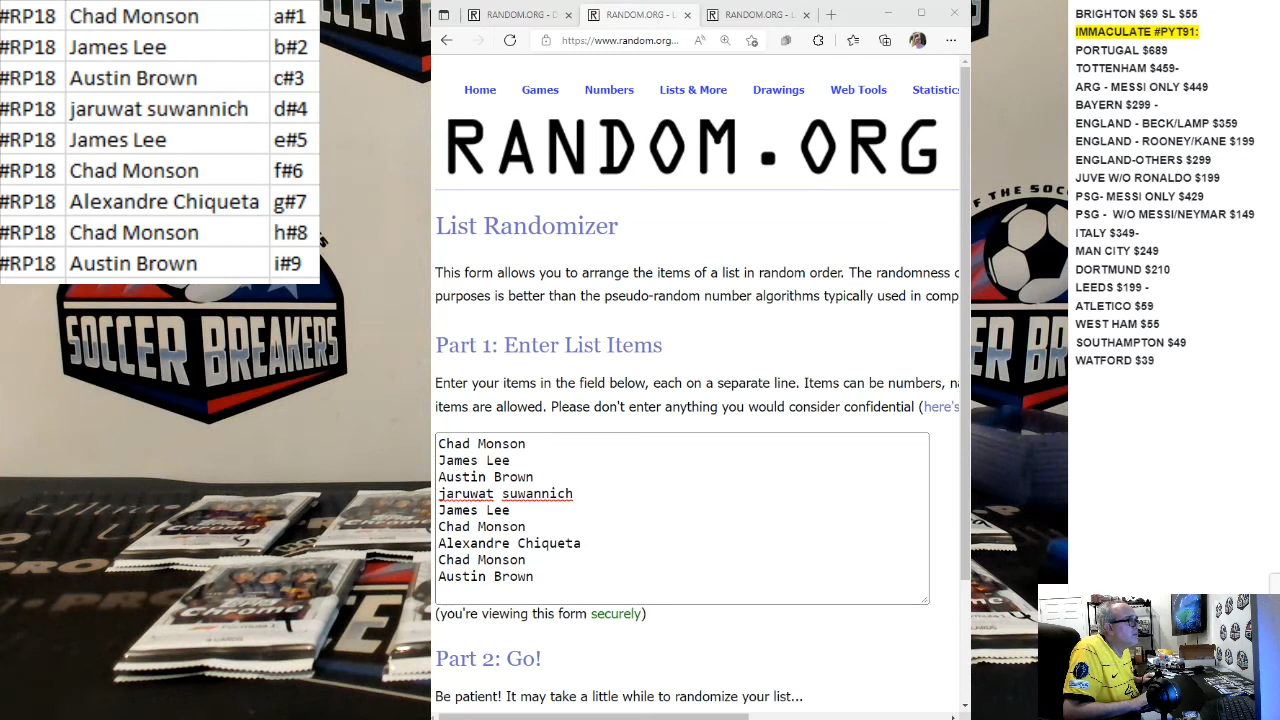 #RP18 Chad Monson a#1
#RP18 James Lee b#2
#RP18 Austin Brown c#3
#RP18 jaruwat suwannich d#4
#RP18 James Lee e#5
#RP18 Chad Monson f#6
#RP18 Alexandre Chiqueta g#7
#RP18 Chad Monson h#8
#RP18 Austin Brown i#9
SOCCER BREAKERS
Chrome
RANDOM.ORG - D
RANDOM.ORG - L
RANDOM.ORG - L
https://www.random.org...
Home Games Numbers Lists & More Drawings Web Tools Statistics
RANDOM.ORG
List Randomizer
This form allows you to arrange the items of a list in random order. The randomness
purposes is better than the pseudo-random number algorithms typically used in comp
Part 1: Enter List Items
Enter your items in the field below, each on a separate line. Items can be numbers,
items are allowed. Please don't enter anything you would consider confidential (here's
Chad Monson
James Lee
Austin Brown
jaruwat suwannich
James Lee
Chad Monson
Alexandre Chiqueta
Chad Monson
Austin Brown
(you're viewing this form securely)
Part 2: Go!
Be patient! It may take a little while to randomize your list...
BRIGHTON $69 SL $55
IMMACULATE #PYT91:
PORTUGAL $689
TOTTENHAM $459-
ARG - MESSI ONLY $449
BAYERN $299 -
ENGLAND - BECK/LAMP $359
ENGLAND - ROONEY/KANE $199
ENGLAND-OTHERS $299
JUVE W/O RONALDO $199
PSG- MESSI ONLY $429
PSG - W/O MESSI/NEYMAR $149
ITALY $349-
MAN CITY $249
DORTMUND $210
LEEDS $199 -
ATLETICO $59
WEST HAM $55
SOUTHAMPTON $49
WATFORD $39
OF THE SOC